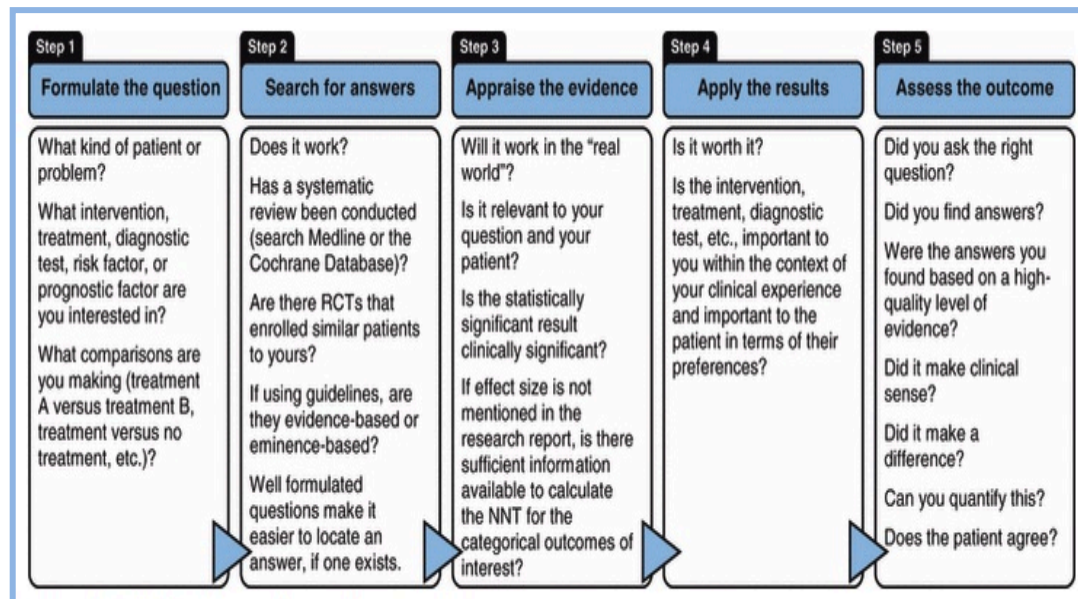 Step 1
Formulate the question
What kind of patient or
problem?
What intervention,
treatment, diagnostic
test, risk factor, or
prognostic factor are
you interested in?
What comparisons are
you making (treatment
A versus treatment B,
treatment versus no
treatment, etc.)?
Step 2
Search for answers
Does it work?
Has a systematic
review been conducted
(search Medline or the
Cochrane Database)?
Are there RCTs that
enrolled similar patients
to yours?
If using guidelines, are
they evidence-based or
eminence-based?
Well formulated
questions make it
easier to locate an
answer, if one exists.
Step 3
Appraise the evidence
Will it work in the “real
world”?
Is it relevant to your
question and your
patient?
Is the statistically
significant result
clinically significant?
If effect size is not
mentioned in the
research report, is there
sufficient information
available to calculate
the NNT for the
categorical outcomes of
interest?
Step 4
Apply the results
Is it worth it?
Is the intervention,
treatment, diagnostic
test, etc., important to
you within the context of
your clinical experience
and important to the
patient in terms of their
preferences?
Step 5
Assess the outcome
Did you ask the right
question?
Did you find answers?
Were the answers you
found based on a high-
quality level of
evidence?
Did it make clinical
sense?
Did it make a
difference?
Can you quantify this?
Does the patient agree?